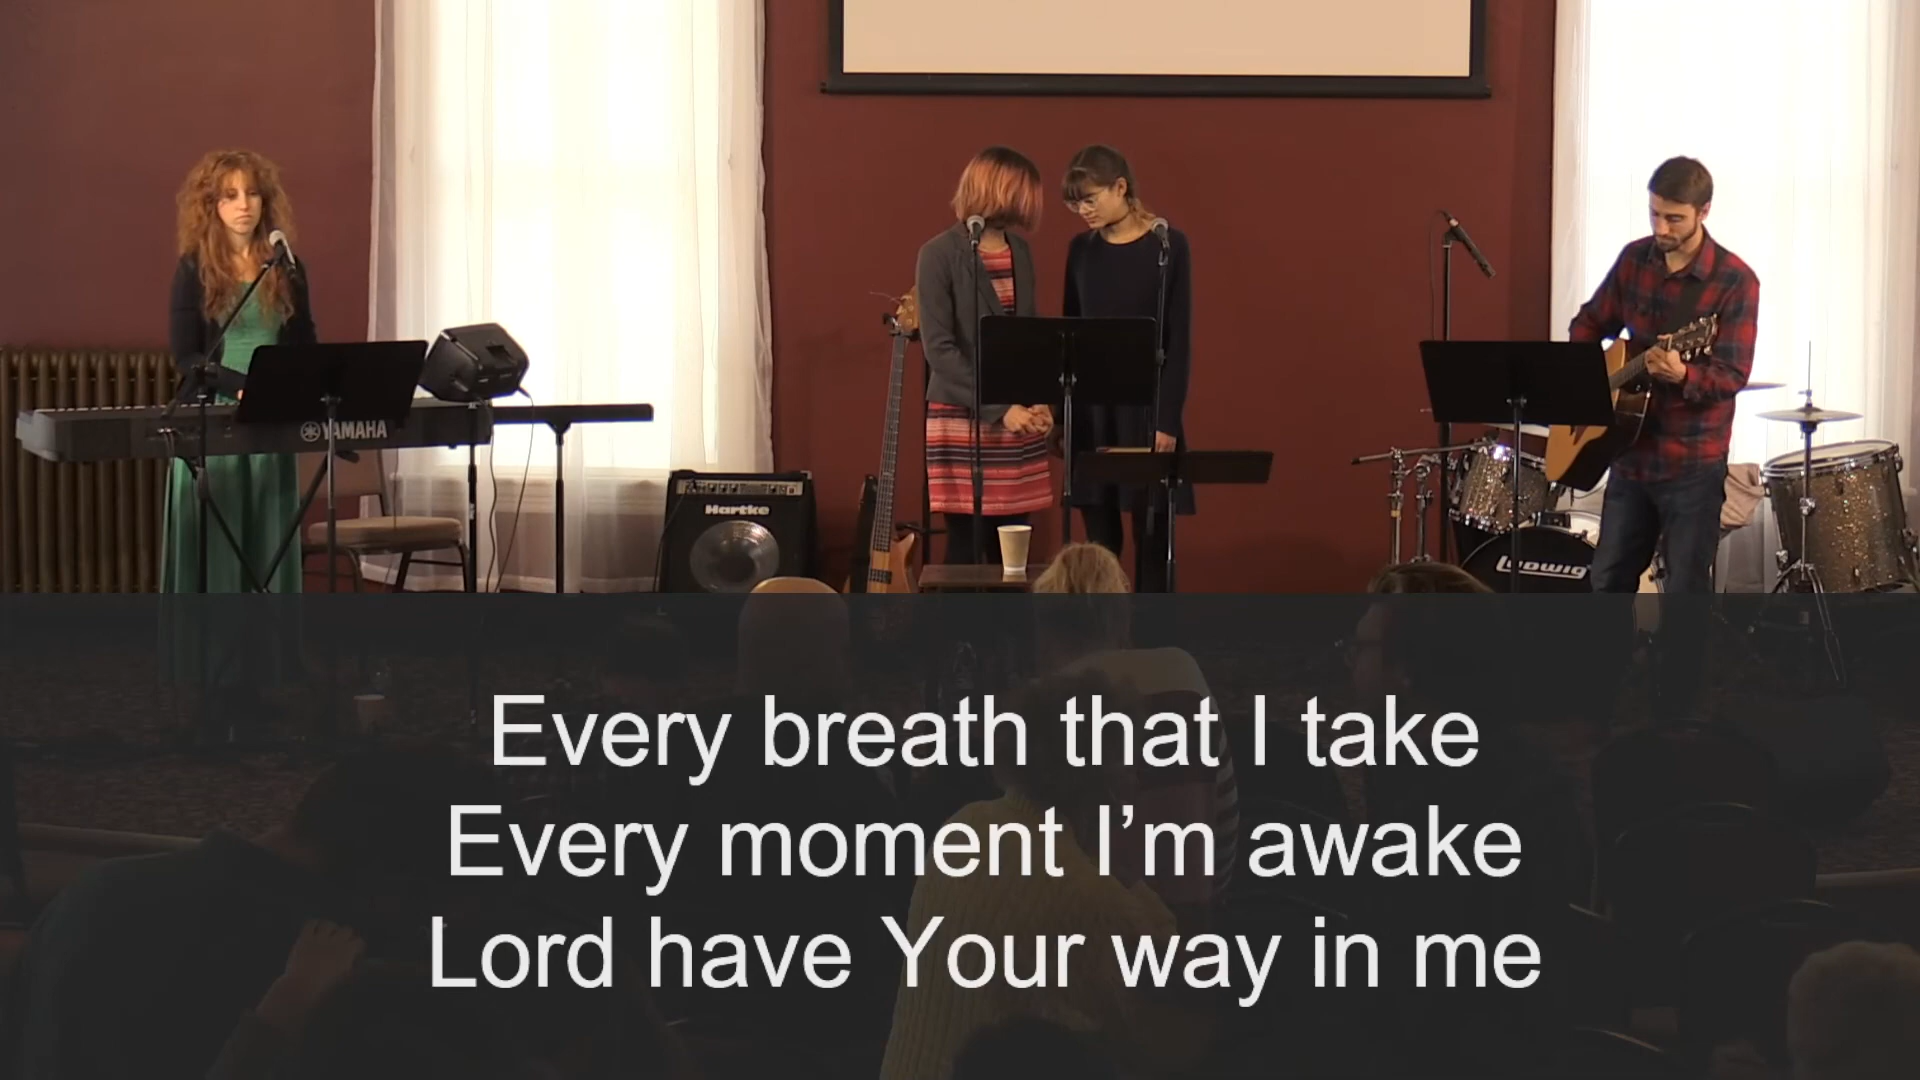 YAMAHA
Hartke
Ludwig
Every breath that I take
Every moment I’m awake
Lord have Your way in me